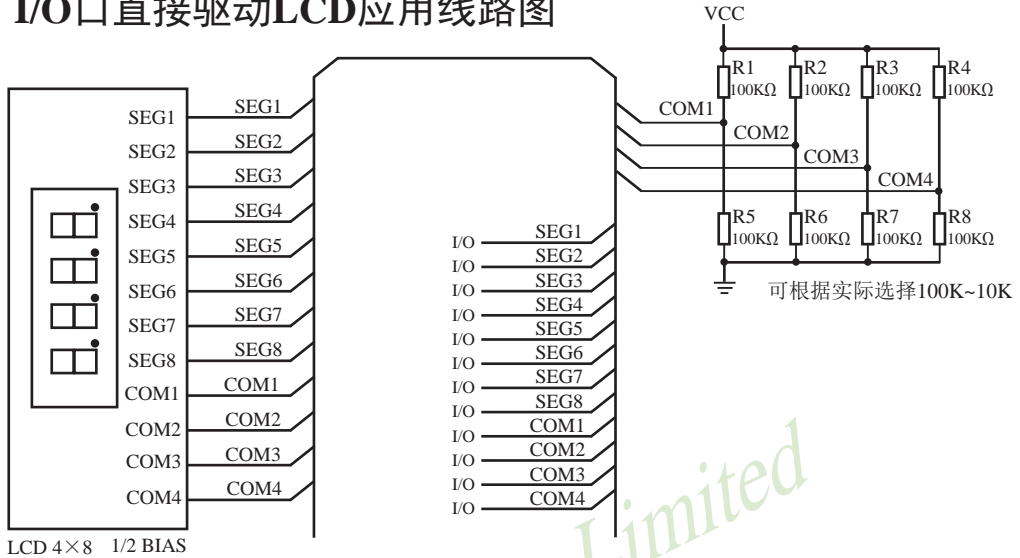 I/O口直接驱动LCD应用线路图
VCC
R1
100KΩ
R2
100KΩ
R3
100KΩ
R4
100KΩ
COM1
COM2
COM3
COM4
R5
100KΩ
R6
100KΩ
R7
100KΩ
R8
100KΩ
可根据实际选择100K~10K
SEG1 SEG1
SEG2 SEG2
SEG3 SEG3
SEG4 SEG4
SEG5 SEG5
SEG6 SEG6
SEG7 SEG7
SEG8 SEG8
COM1 COM1
COM2 COM2
COM3 COM3
COM4 COM4
I/O SEG1
I/O SEG2
I/O SEG3
I/O SEG4
I/O SEG5
I/O SEG6
I/O SEG7
I/O SEG8
I/O COM1
I/O COM2
I/O COM3
I/O COM4
LCD 4×8 1/2 BIAS
Limited